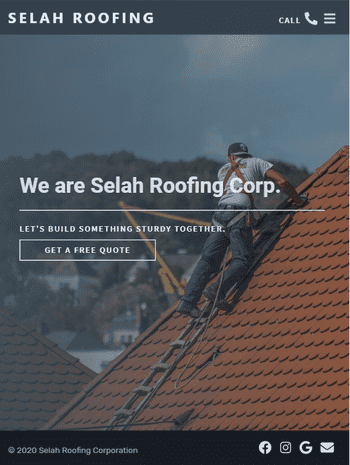 SELAH ROOFING
CALL
We are Selah Roofing Corp.
LET'S BUILD SOMETHING STURDY TOGETHER.
GET A FREE QUOTE
© 2020 Selah Roofing Corporation